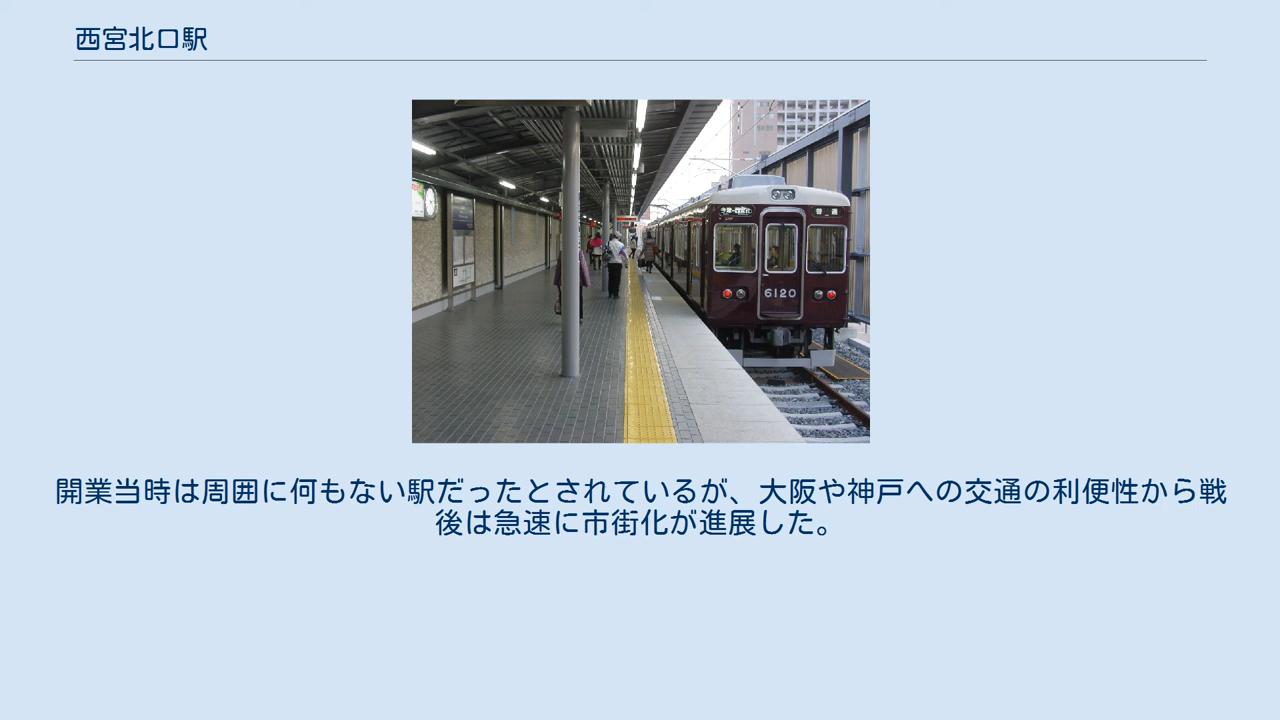 西宮北口駅
普通
6120
開業当時は周囲に何もない駅だったとされているが、大阪や神戸への交通の利便性から戦
後は急速に市街化が進展した。